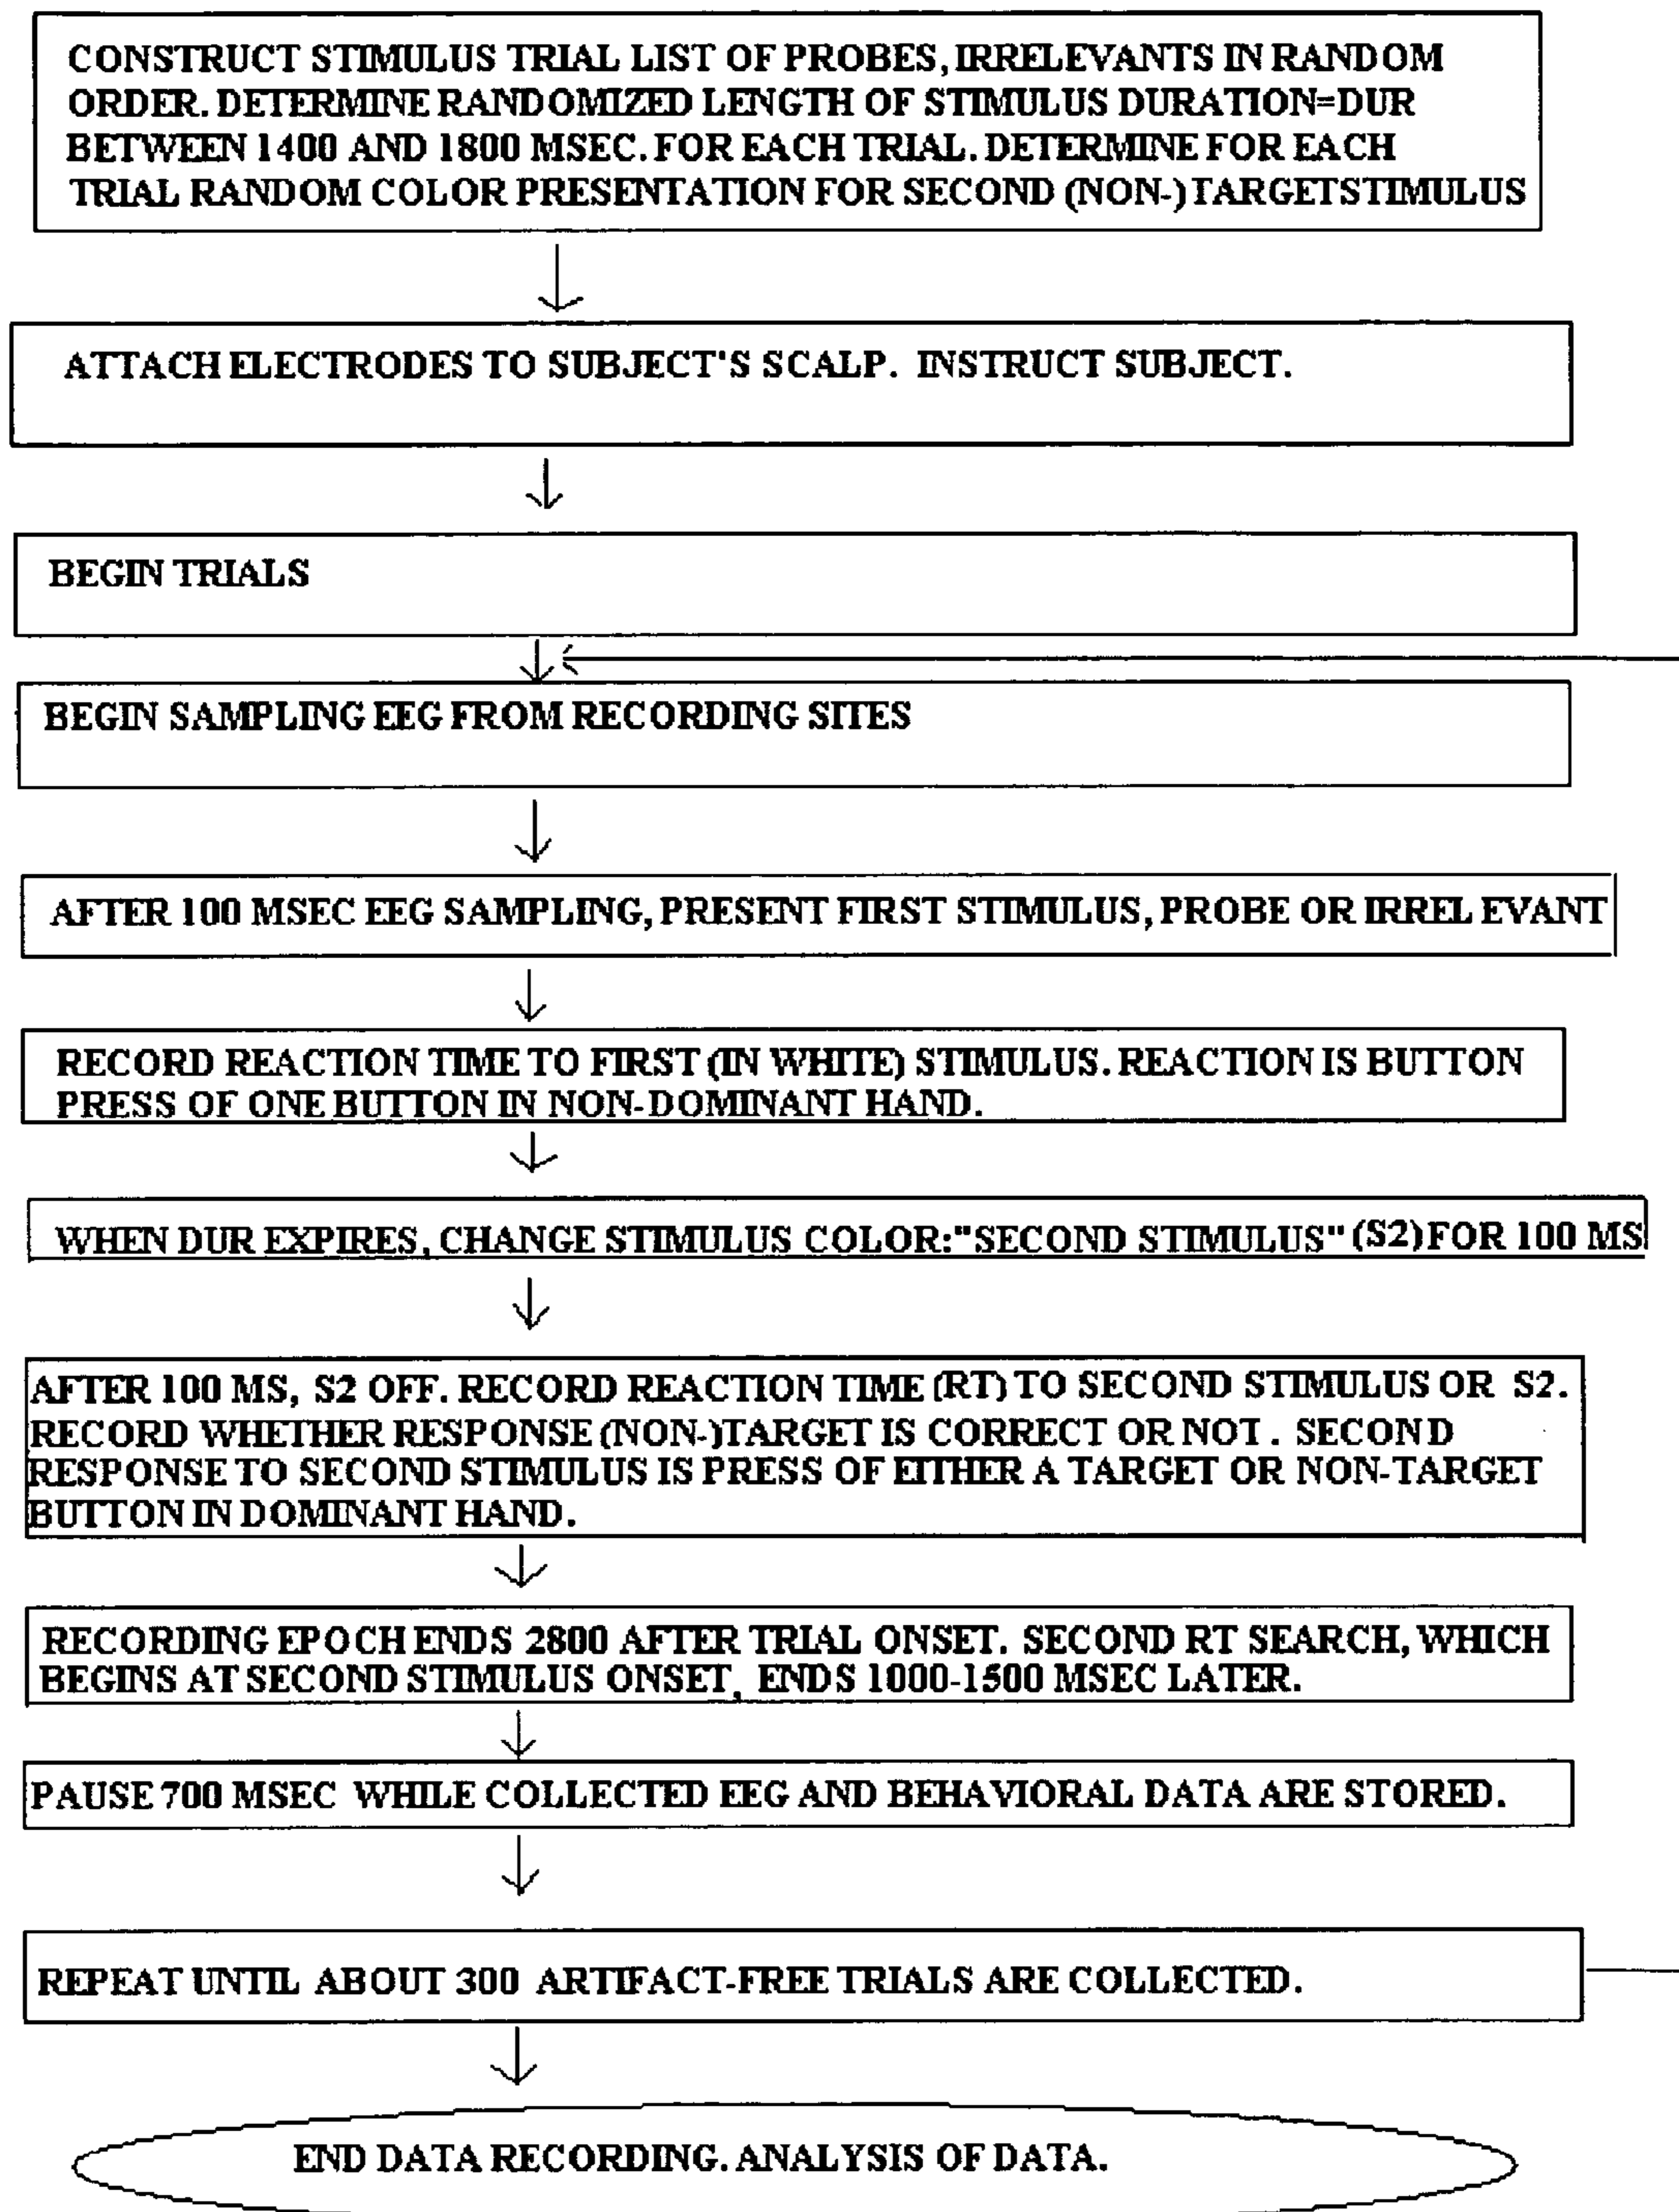 CONSTRUCT STIMULUS TRIAL LIST OF PROBES, IRRELEVANTS IN RANDOM
ORDER. DETERMINE RANDOMIZED LENGTH OF STIMULUS DURATION=DUR
BETWEEN 1400 AND 1800 MSEC. FOR EACH TRIAL. DETERMINE FOR EACH
TRIAL RANDOM COLOR PRESENTATION FOR SECOND (NON-) TARGETSTIMULUS
ATTACH ELECTRODES TO SUBJECT'S SCALP. INSTRUCT SUBJECT.
BEGIN TRIALS
BEGIN SAMPLING EEG FROM RECORDING SITES
AFTER 100 MSEC EEG SAMPLING, PRESENT FIRST STIMULUS, PROBE OR IRREL EVANT
RECORD REACTION TIME TO FIRST (IN WHITE) STIMULUS. REACTION IS BUTTON
PRESS OF ONE BUTTON IN NON-DOMINANT HAND.
WHEN DUR EXPIRES, CHANGE STIMULUS COLOR:"SECOND STIMULUS" (S2) FOR 100 MS
AFTER 100 MS, S2 OFF. RECORD REACTION TIME (RT) TO SECOND STIMULUS OR S2.
RECORD WHETHER RESPONSE (NON-)TARGET IS CORRECT OR NOT. SECOND
RESPONSE TO SECOND STIMULUS IS PRESS OF EITHER A TARGET OR NON-TARGET
BUTTON IN DOMINANT HAND.
RECORDING EPOCH ENDS 2800 AFTER TRIAL ONSET. SECOND RT SEARCH, WHICH
BEGINS AT SECOND STIMULUS ONSET, ENDS 1000-1500 MSEC LATER.
PAUSE 700 MSEC WHILE COLLECTED EEG AND BEHAVIORAL DATA ARE STORED.
REPEAT UNTIL ABOUT 300 ARTIFACT-FREE TRIALS ARE COLLECTED.
END DATA RECORDING. ANALYSIS OF DATA.